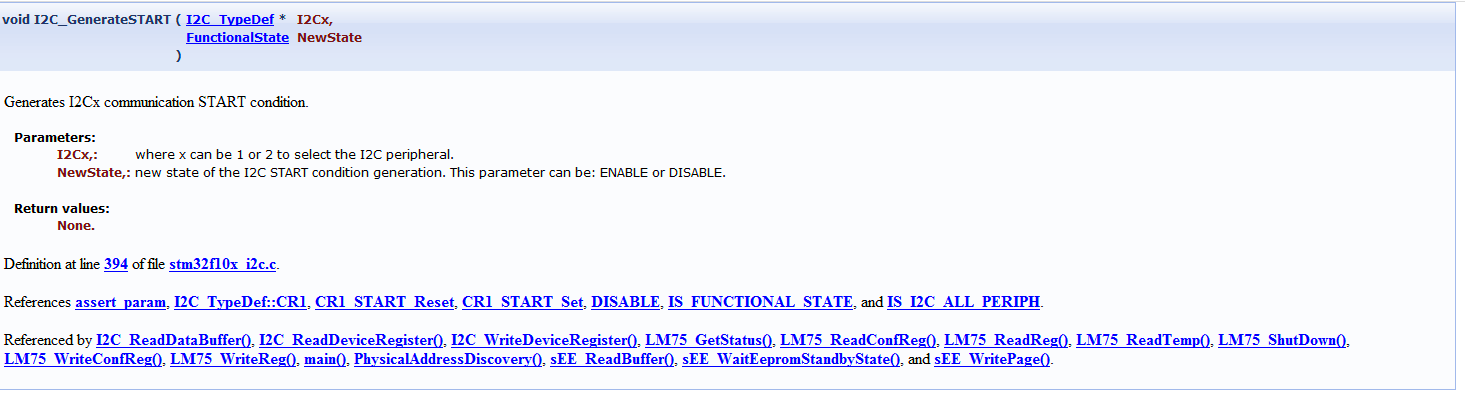 void I2C_GenerateSTART ( I2C_TypeDef * I2Cx,
FunctionalState NewState
)
Generates I2Cx communication START condition.
Parameters:
I2Cx,: where x can be 1 or 2 to select the I2C peripheral.
NewState,: new state of the I2C START condition generation. This parameter can be: ENABLE or DISABLE.
Return values:
None.
Definition at line 394 of file stm32f10x_i2c.c.
References assert_param, I2C_TypeDef::CR1, CR1_START_Reset, CR1_START_Set, DISABLE, IS_FUNCTIONAL_STATE, and IS_I2C_ALL_PERIPH.
Referenced by I2C_ReadDataBuffer(), I2C_ReadDeviceRegister(), I2C_WriteDeviceRegister(), LM75_GetStatus(), LM75_ReadConfReg(), LM75_ReadReg(), LM75_ReadTemp(), LM75_ShutDown(),
LM75_WriteConfReg(), LM75_WriteReg(), main(), PhysicalAddressDiscovery(), sEE_ReadBuffer(), sEE_WaitEepromStandbyState(), and sEE_WritePage().